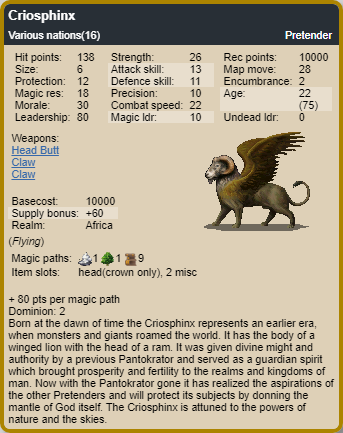 Criosphinx
Various nations(16) Pretender
Hit points: 138 Strength: 26 Rec points: 10000
Size: 6 Attack skill: 13 Map move: 28
Protection: 12 Defence skill: 11 Encumbrance: 2
Magic res: 18 Precision: 10 Age: 22
Morale: 30 Combat speed: 22 (75)
Leadership: 80 Magic ldr: 10 Undead ldr: 0
Weapons:
Head Butt
Claw
Claw
Basecost: 10000
Supply bonus: +60
Realm: Africa
(Flying)
Magic paths: 1 1 9
Item slots: head(crown only), 2 misc
+ 80 pts per magic path
Dominion: 2
Born at the dawn of time the Criosphinx represents an earlier era,
when monsters and giants roamed the world. It has the body of a
winged lion with the head of a ram. It was given divine might and
authority by a previous Pantokrator and served as a guardian spirit
which brought prosperity and fertility to the realms and kingdoms of
man. Now with the Pantokrator gone it has realized the aspirations of
the other Pretenders and will protect its subjects by donning the
mantle of God itself. The Criosphinx is attuned to the powers of
nature and the skies.